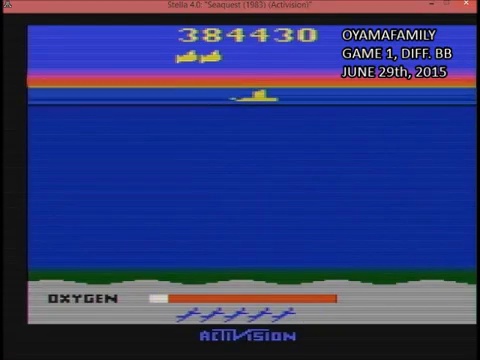 Stella 4.0: "Seaquest (1983) (Activision)"
384430
OYAMAFAMILY
GAME 1, DIFF. BB
JUNE 29th, 2015
OXYGEN
ACTIVISION